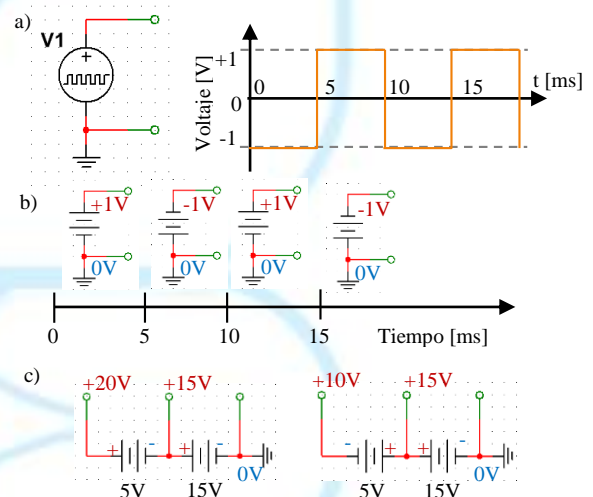 a)
V1
+
Voltaje [V]
+1
0
-1
0 5 10 15 t [ms]
b)
+1V -1V +1V -1V
0V 0V 0V 0V
0 5 10 15 Tiempo [ms]
c)
+20V +15V +10V +15V
+ - + - - + + -
0V 0V
5V 15V 5V 15V